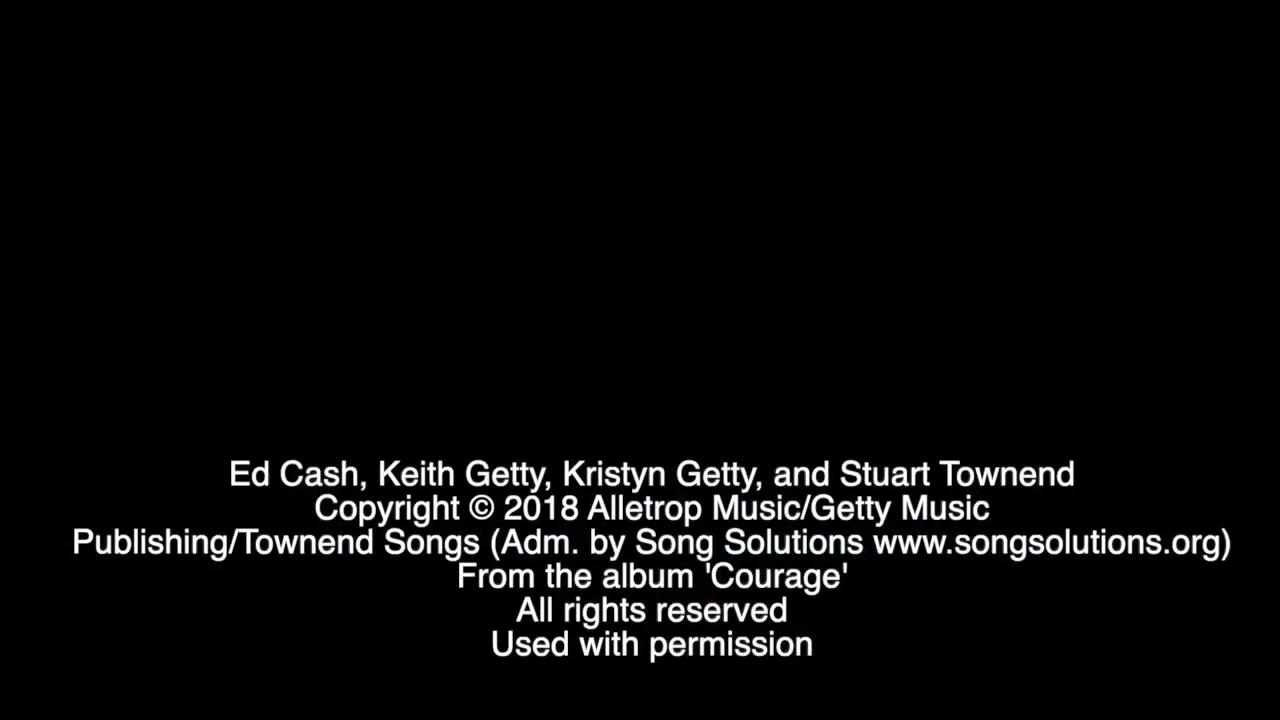 Ed Cash, Keith Getty, Kristyn Getty, and Stuart Townend
Copyright © 2018 Alletrop Music/Getty Music
Publishing/Townend Songs (Adm. by Song Solutions www.songsolutions.org)
From the album 'Courage'
All rights reserved
Used with permission